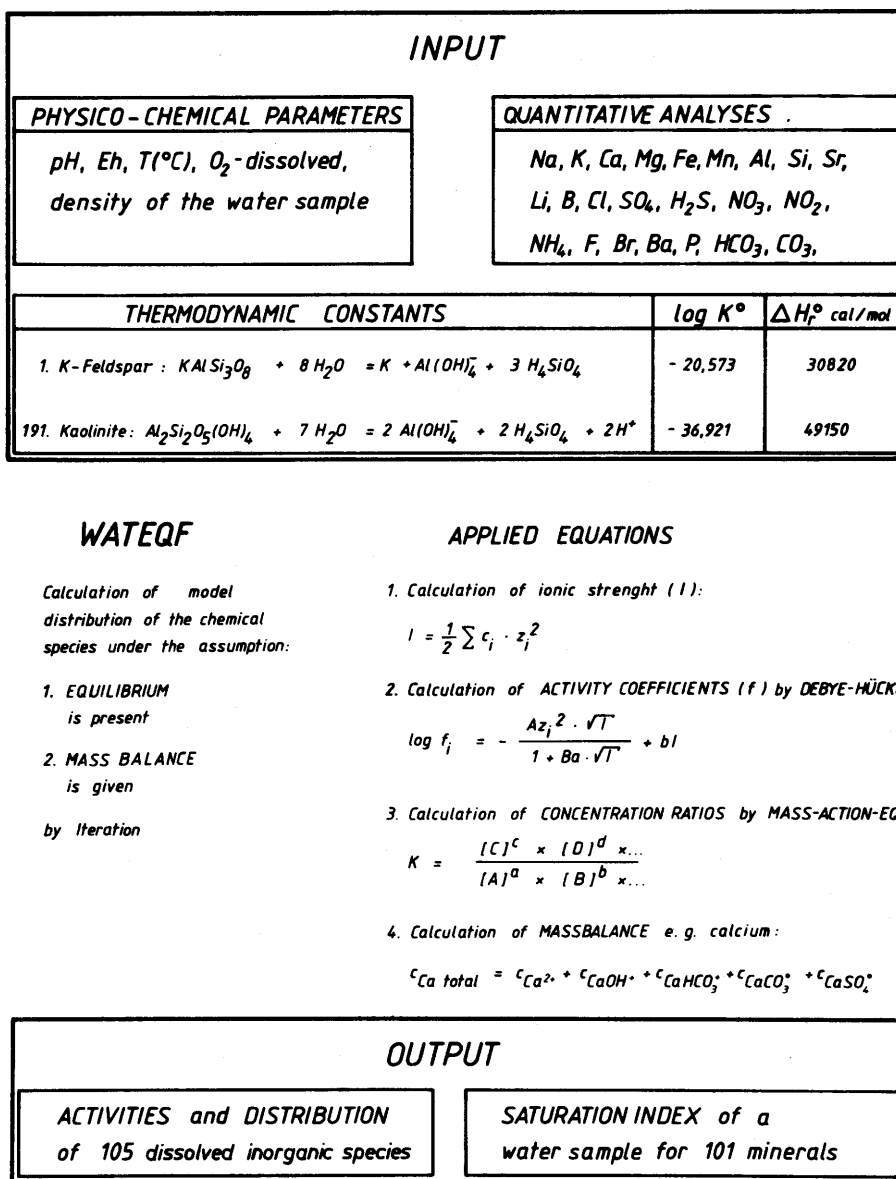 INPUT
PHYSICO-CHEMICAL PARAMETERS
pH, Eh, T(°C), O₂-dissolved,
density of the water sample
QUANTITATIVE ANALYSES .
Na, K, Ca, Mg, Fe, Mn, Al, Si, Sr,
Li, B, Cl, SO₄, H₂S, NO₃, NO₂,
NH₄, F, Br, Ba, P, HCO₃, CO₃,
THERMODYNAMIC CONSTANTS log K° ΔHᵣ° cal/mol
1. K-Feldspar : KAlSi₃O₈ + 8 H₂O = K + Al(OH)₄⁻ + 3 H₄SiO₄ - 20,573 30820
191. Kaolinite: Al₂Si₂O₅(OH)₄ + 7 H₂O = 2 Al(OH)₄⁻ + 2 H₄SiO₄ + 2H⁺ - 36,921 49150
WATEQF
Calculation of model
distribution of the chemical
species under the assumption:
1. EQUILIBRIUM
is present
2. MASS BALANCE
is given
by Iteration
APPLIED EQUATIONS
1. Calculation of ionic strenght ( I ):
I = 1/2 ∑ cᵢ · zᵢ²
2. Calculation of ACTIVITY COEFFICIENTS (f) by DEBYE-HÜCK
log fᵢ = - Azᵢ² · √I / 1 + Ba · √I + bI
3. Calculation of CONCENTRATION RATIOS by MASS-ACTION-EQ
K = [C]ᶜ × [D]ᵈ ×... / [A]ᵃ × [B]ᵇ ×...
4. Calculation of MASSBALANCE e. g. calcium :
cCa total = cCa²⁺ + cCaOH⁺ + cCaHCO₃⁺ + cCaCO₃° + cCaSO₄°
OUTPUT
ACTIVITIES and DISTRIBUTION
of 105 dissolved inorganic species
SATURATION INDEX of a
water sample for 101 minerals